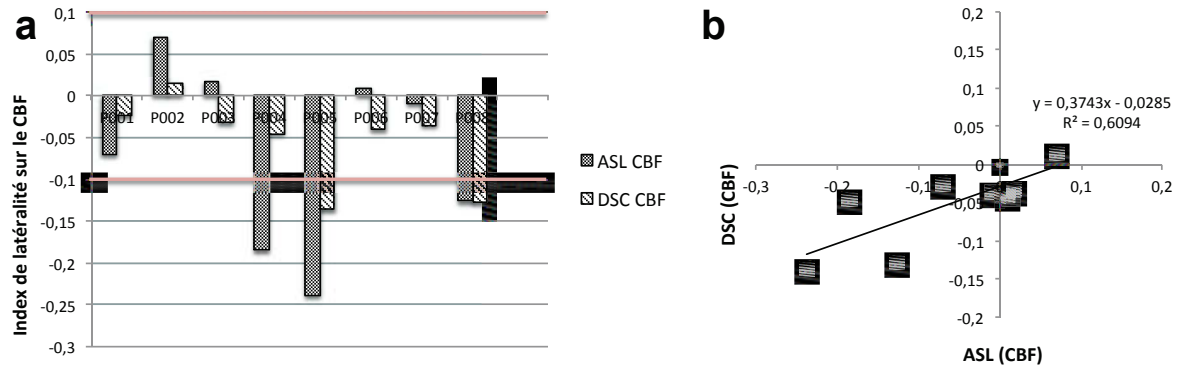 a
0,1
0,05
0
-0,05
-0,1
-0,15
-0,2
-0,25
-0,3
Index de latéralité sur le CBF
P001 P002 P003 P004 P005 P006 P007 P008
ASL CBF
DSC CBF
b
0,2
0,15
0,1
0,05
0
-0,05
-0,1
-0,15
-0,2
y = 0,3743x - 0,0285
R² = 0,6094
-0,3 -0,2 -0,1 0 0,1 0,2
DSC (CBF)
ASL (CBF)